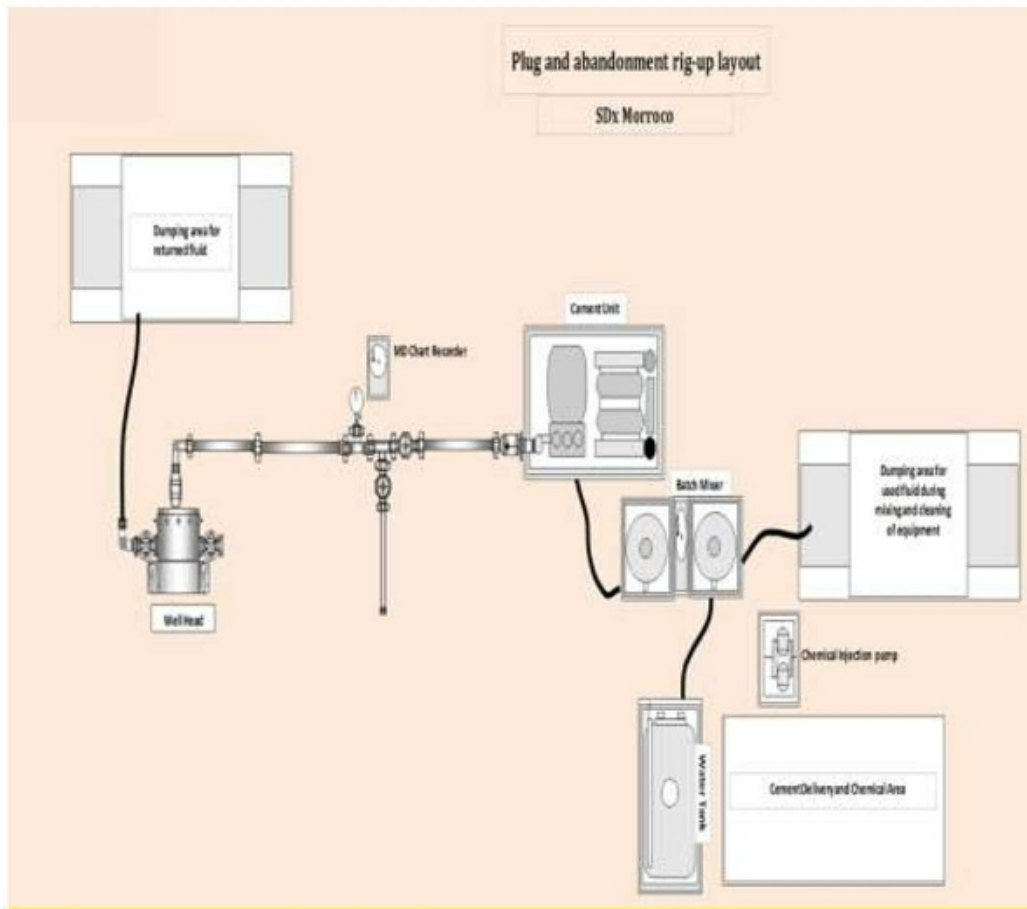 Plug and abandonment rig-up layout
SDx Morroco
Dumping area for
returned fluid
Cement Unit
MD Chart Recorder
Batch Mixer
Dumping area for
used fluid during
mixing and cleaning
of equipment
Well Head
Chemical Injection pump
Water Tank
Cement Delivery and Chemical Area